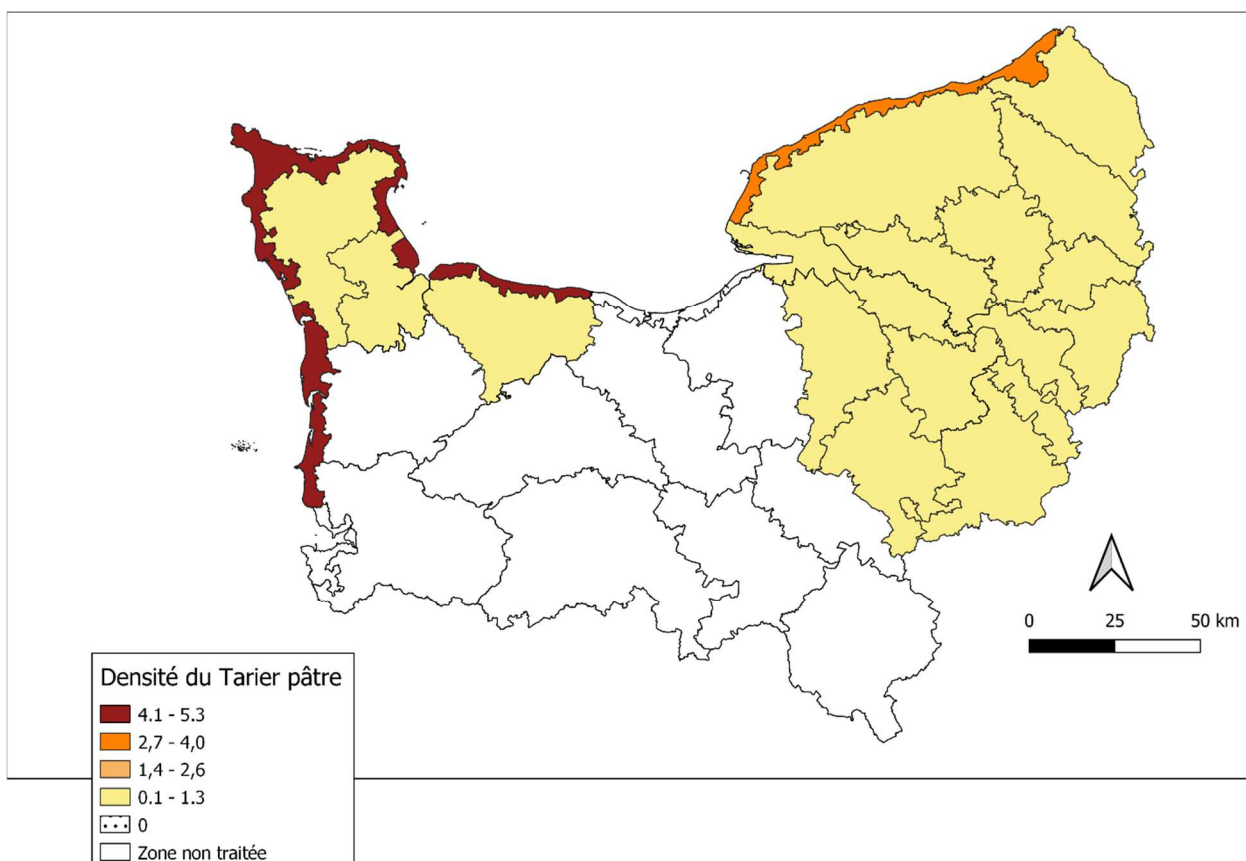 0 25 50 km
Densité du Tarier pâtre
4.1 - 5.3
2,7 - 4,0
1,4 - 2,6
0.1 - 1.3
0
Zone non traitée